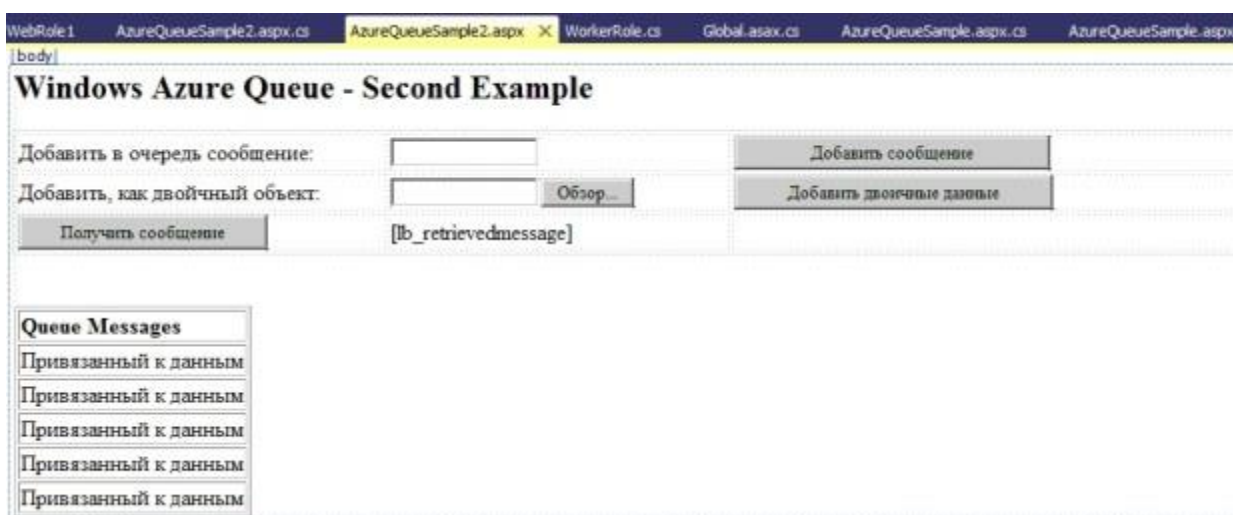 WebRole1 AzureQueueSample2.aspx.cs AzureQueueSample2.aspx WorkerRole.cs Global.asax.cs AzureQueueSample.aspx.cs AzureQueueSample.aspx
|body|
Windows Azure Queue - Second Example
Добавить в очередь сообщение: Добавить сообщение
Добавить, как двойчный объект: Обзор... Добавить двоичные данные
Получить сообщение [lb_retrievedmessage]
Queue Messages
Привязанный к данным
Привязанный к данным
Привязанный к данным
Привязанный к данным
Привязанный к данным